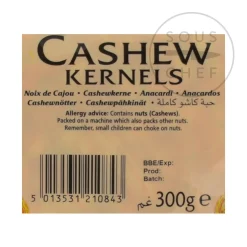 SOUS
CHEF
CASHEW
KERNELS
Noix de Cajou • Cashewkerne • Anacardi • Anacardos
Cashewnötter • Cashewpähkinät • حبة كاشو كاملة
Allergy advice: Contains nuts (Cashews).
Packed on a machine which also packs other nuts.
Remember, small children can choke on nuts.
BBE/Exp:
Prod:
Batch:
5 013531 210843
300g e غم